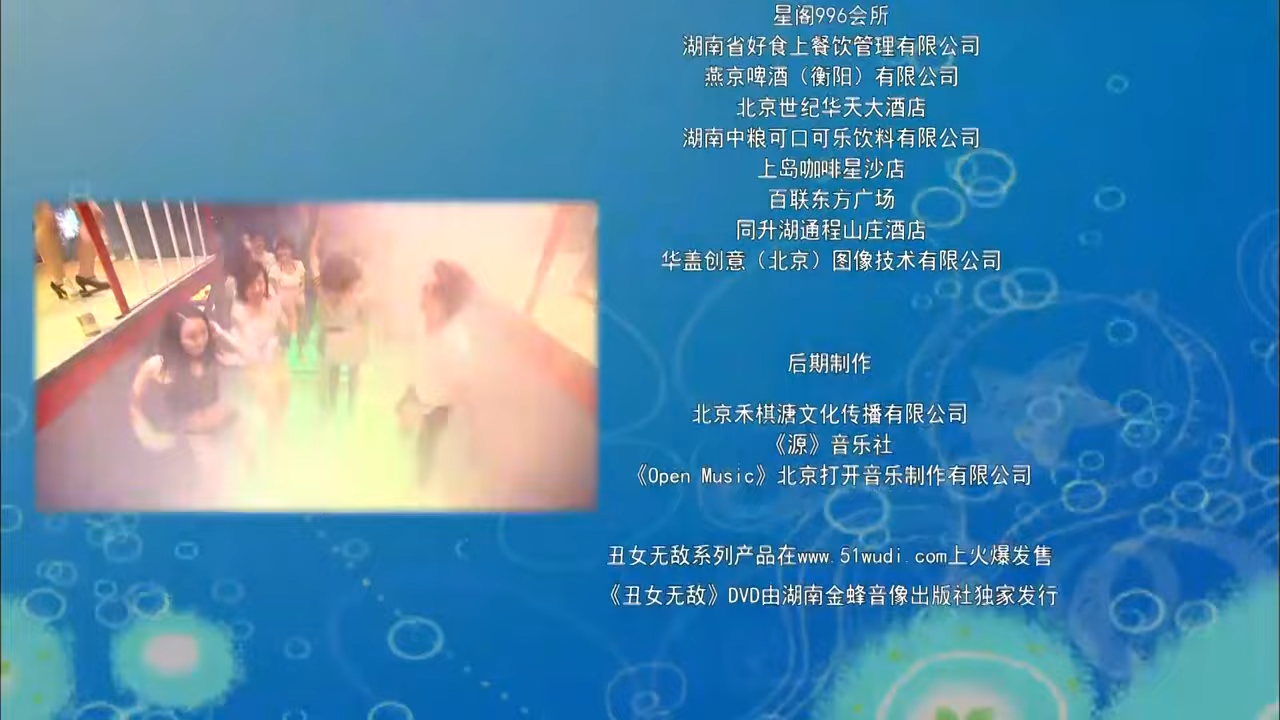 星阁996会所
湖南省好食上餐饮管理有限公司
燕京啤酒（衡阳）有限公司
北京世纪华天大酒店
湖南中粮可口可乐饮料有限公司
上岛咖啡星沙店
百联东方广场
同升湖通程山庄酒店
华盖创意（北京）图像技术有限公司
后期制作
北京禾棋溏文化传播有限公司
《源》音乐社
《Open Music》北京打开音乐制作有限公司
丑女无敌系列产品在www.51wudi.com上火爆发售
《丑女无敌》DVD由湖南金蜂音像出版社独家发行